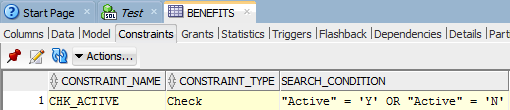 Start Page Test BENEFITS
Columns Data Model Constraints Grants Statistics Triggers Flashback Dependencies Details Part
Actions...
CONSTRAINT_NAME CONSTRAINT_TYPE SEARCH_CONDITION
1 CHK_ACTIVE Check "Active" = 'Y' OR "Active" = 'N'